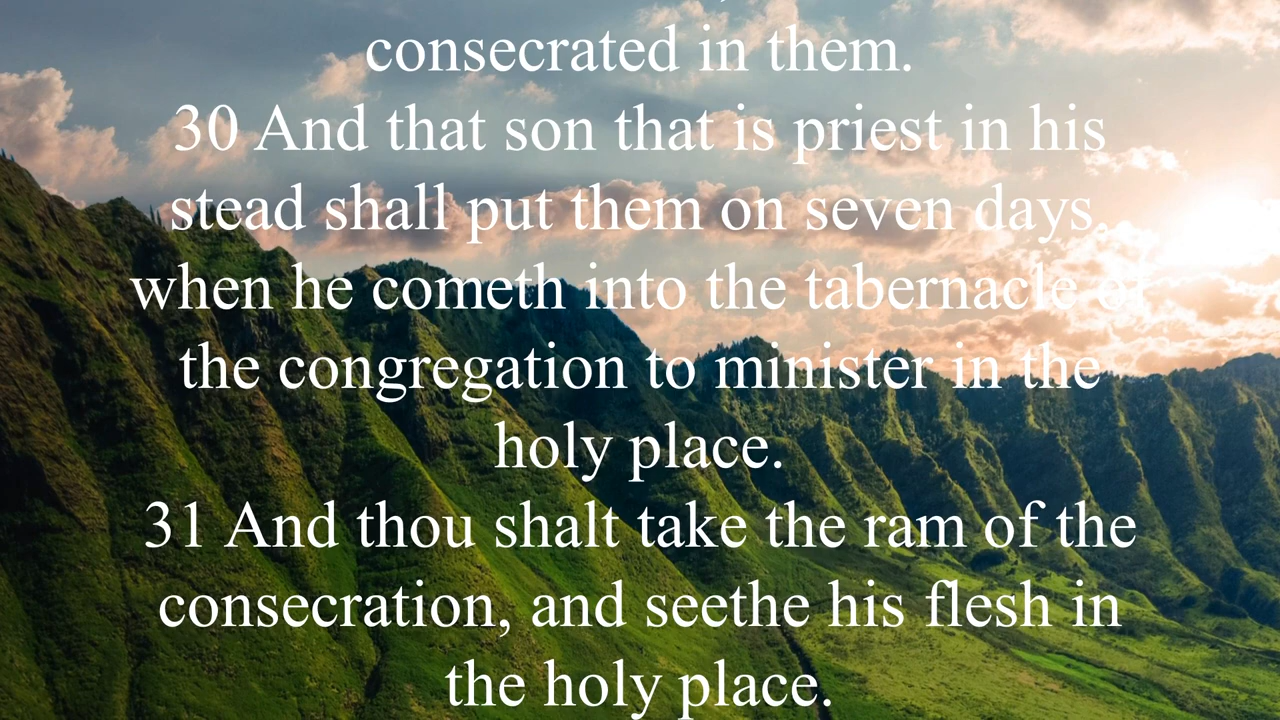 consecrated in them.
30 And that son that is priest in his
stead shall put them on seven days,
when he cometh into the tabernacle of
the congregation to minister in the
holy place.
31 And thou shalt take the ram of the
consecration, and seethe his flesh in
the holy place.